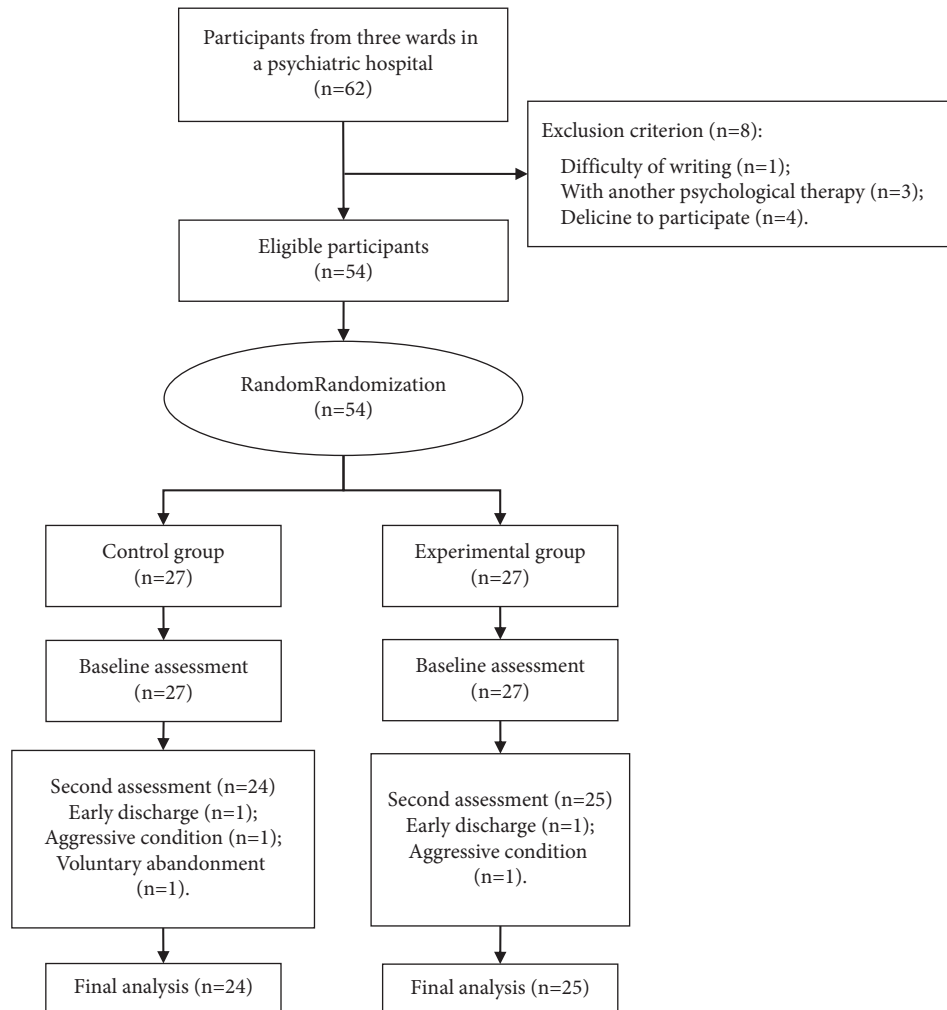 Participants from three wards in
a psychiatric hospital
(n=62)
Exclusion criterion (n=8):
Difficulty of writing (n=1);
With another psychological therapy (n=3);
Delicine to participate (n=4).
Eligible participants
(n=54)
RandomRandomization
(n=54)
Control group
(n=27)
Experimental group
(n=27)
Baseline assessment
(n=27)
Baseline assessment
(n=27)
Second assessment (n=24)
Early discharge (n=1);
Aggressive condition (n=1);
Voluntary abandonment
(n=1).
Second assessment (n=25)
Early discharge (n=1);
Aggressive condition
(n=1).
Final analysis (n=24)
Final analysis (n=25)